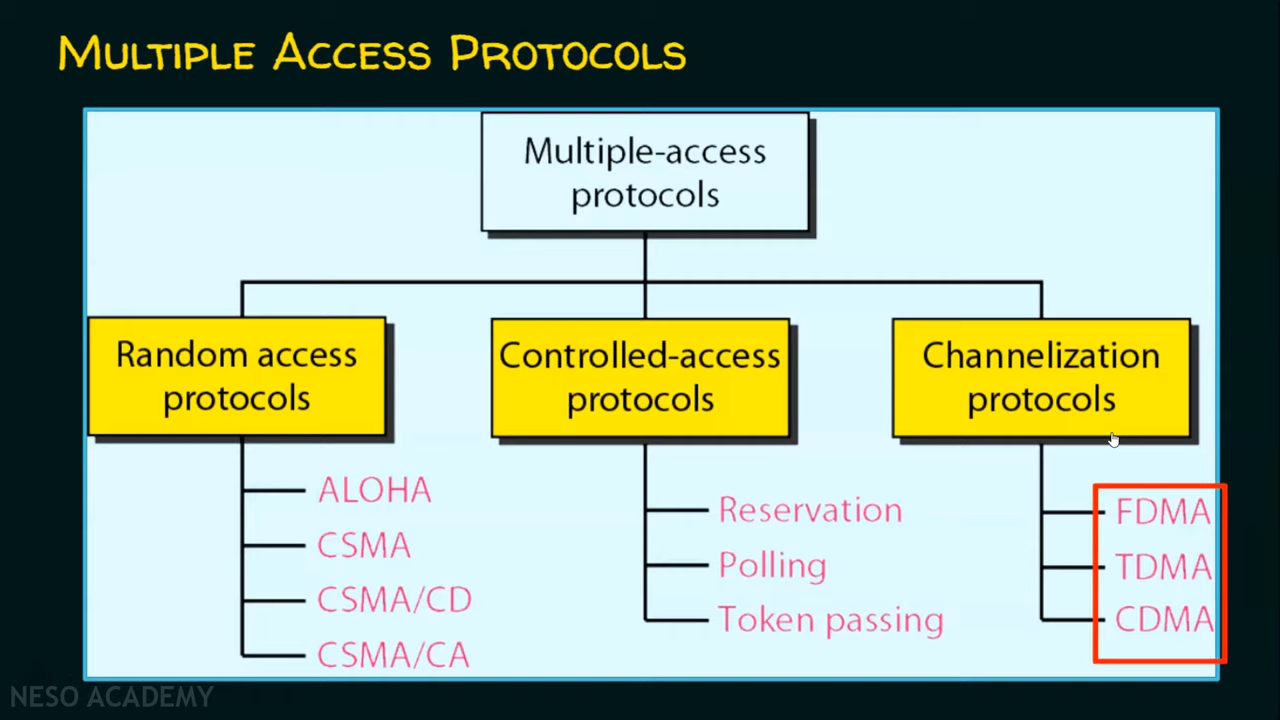 MULTIPLE ACCESS PROTOCOLS
Multiple-access
protocols
Random access
protocols
ALOHA
CSMA
CSMA/CD
CSMA/CA
Controlled-access
protocols
Reservation
Polling
Token passing
Channelization
protocols
FDMA
TDMA
CDMA
NESO ACADEMY